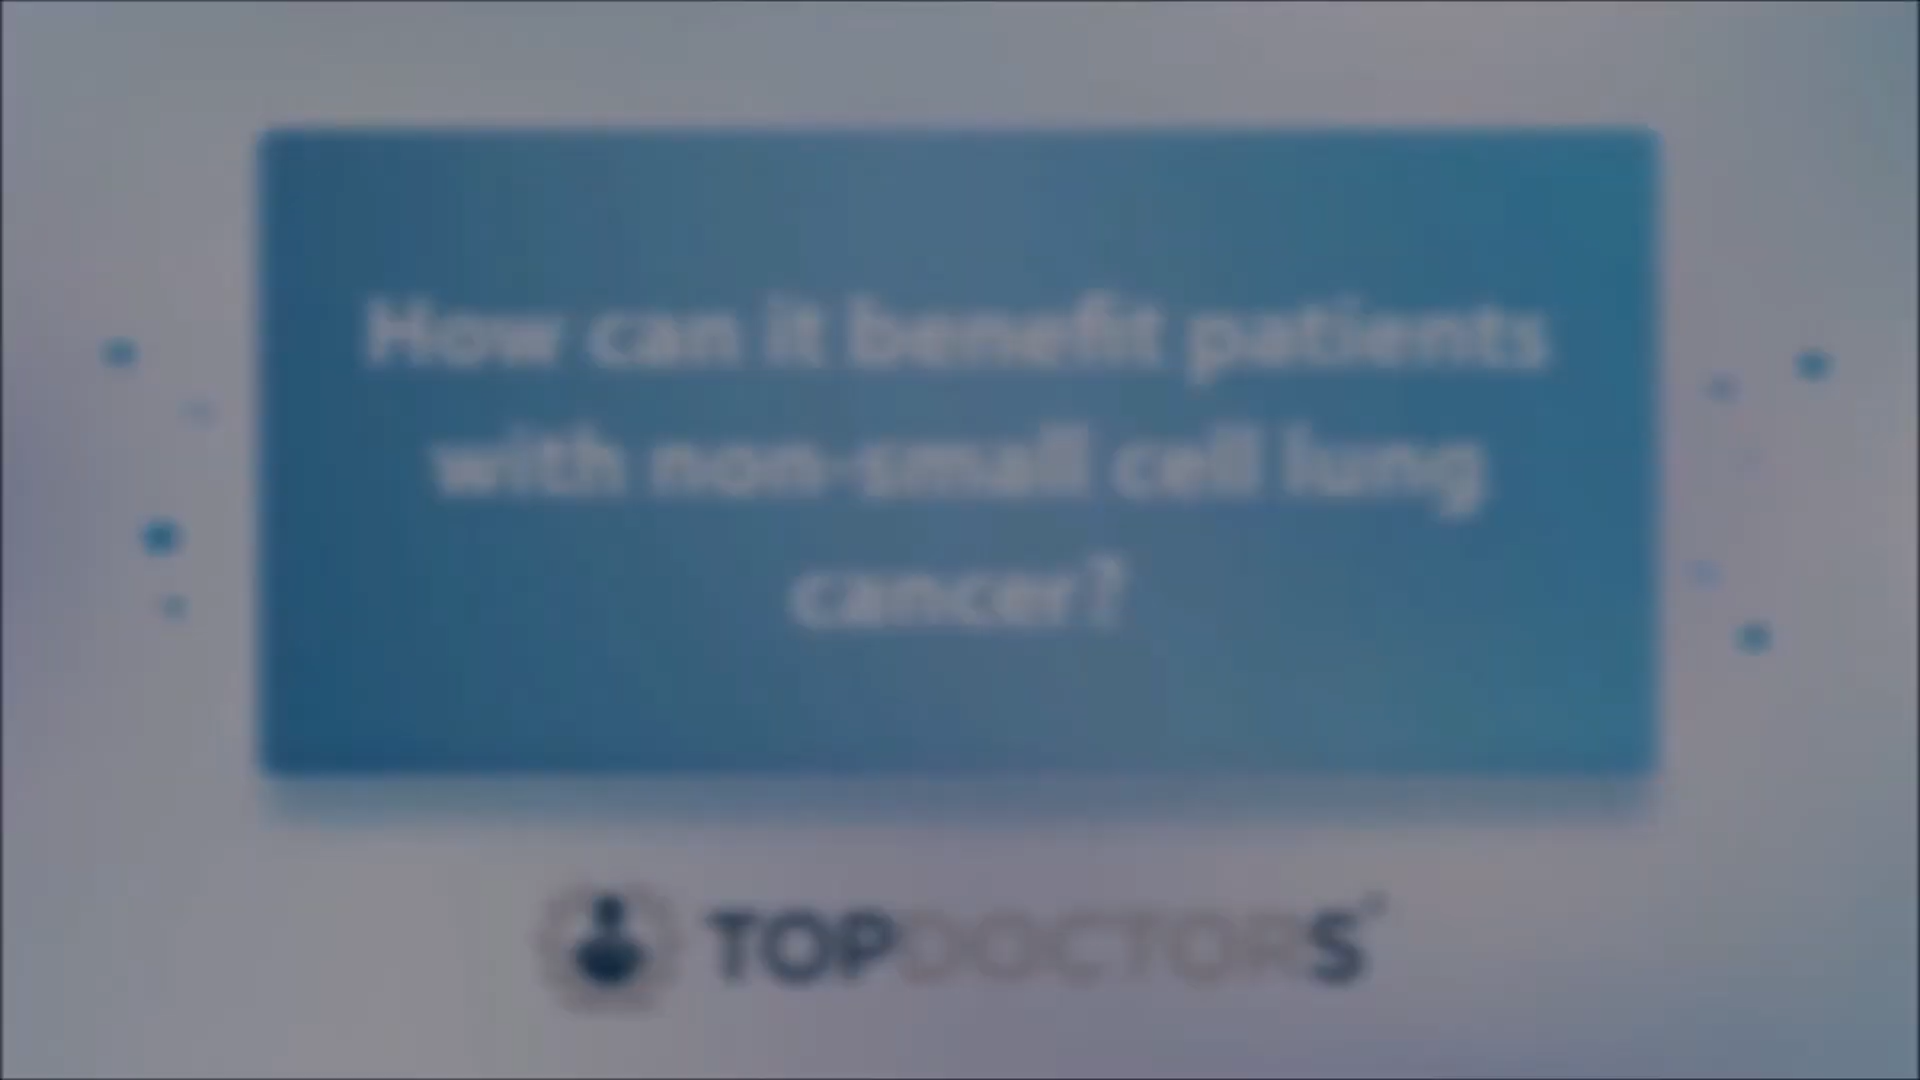 How can it benefit patients
with non-small cell lung
cancer?
TOPDOCTORS